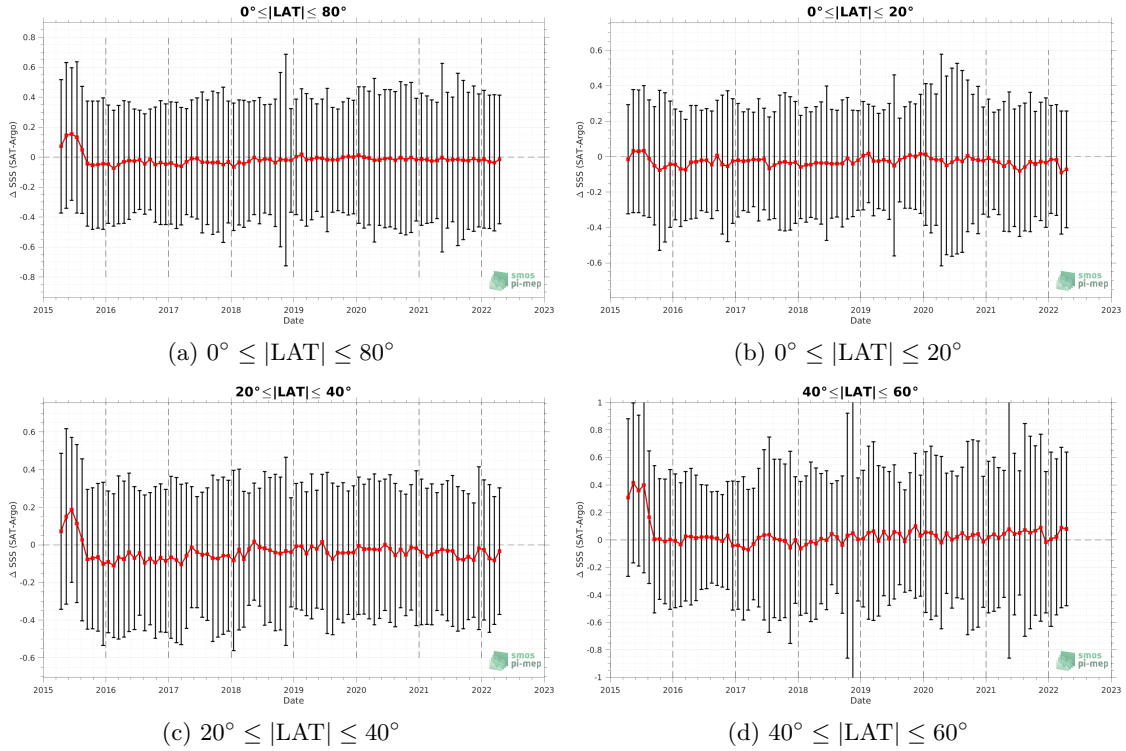 0°≤|LAT|≤ 80°
Δ SSS (SAT-Argo)
0.8
0.6
0.4
0.2
0
-0.2
-0.4
-0.6
-0.8
smos
pi-mep
2015 2016 2017 2018 2019 2020 2021 2022 2023
Date
(a) 0° ≤ |LAT| ≤ 80°
0°≤|LAT|≤ 20°
Δ SSS (SAT-Argo)
0.6
0.4
0.2
0
-0.2
-0.4
-0.6
smos
pi-mep
2015 2016 2017 2018 2019 2020 2021 2022 2023
Date
(b) 0° ≤ |LAT| ≤ 20°
20°≤|LAT|≤ 40°
Δ SSS (SAT-Argo)
0.6
0.4
0.2
0
-0.2
-0.4
-0.6
smos
pi-mep
2015 2016 2017 2018 2019 2020 2021 2022 2023
Date
(c) 20° ≤ |LAT| ≤ 40°
40°≤|LAT|≤ 60°
Δ SSS (SAT-Argo)
1
0.8
0.6
0.4
0.2
0
-0.2
-0.4
-0.6
-0.8
-1
smos
pi-mep
2015 2016 2017 2018 2019 2020 2021 2022 2023
Date
(d) 40° ≤ |LAT| ≤ 60°